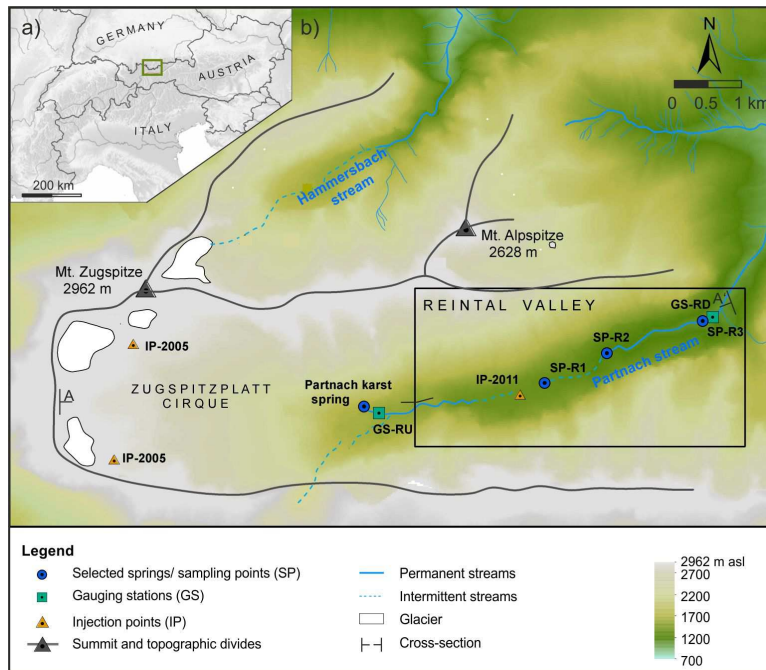 a)
GERMANY
AUSTRIA
ITALY
200 km
b)
N
0 0.5 1 km
Hammersbach
stream
Mt. Alpspitze
2628 m
Mt. Zugspitze
2962 m
REINTAL VALLEY
GS-RD
A'
SP-R3
SP-R2
Partnach stream
SP-R1
IP-2011
IP-2005
ZUGSPITZPLATT
CIRQUE
Partnach karst
spring
GS-RU
A
IP-2005
Legend
Selected springs/ sampling points (SP)
Gauging stations (GS)
Injection points (IP)
Summit and topographic divides
Permanent streams
Intermittent streams
Glacier
Cross-section
2962 m asl
2700
2200
1700
1200
700